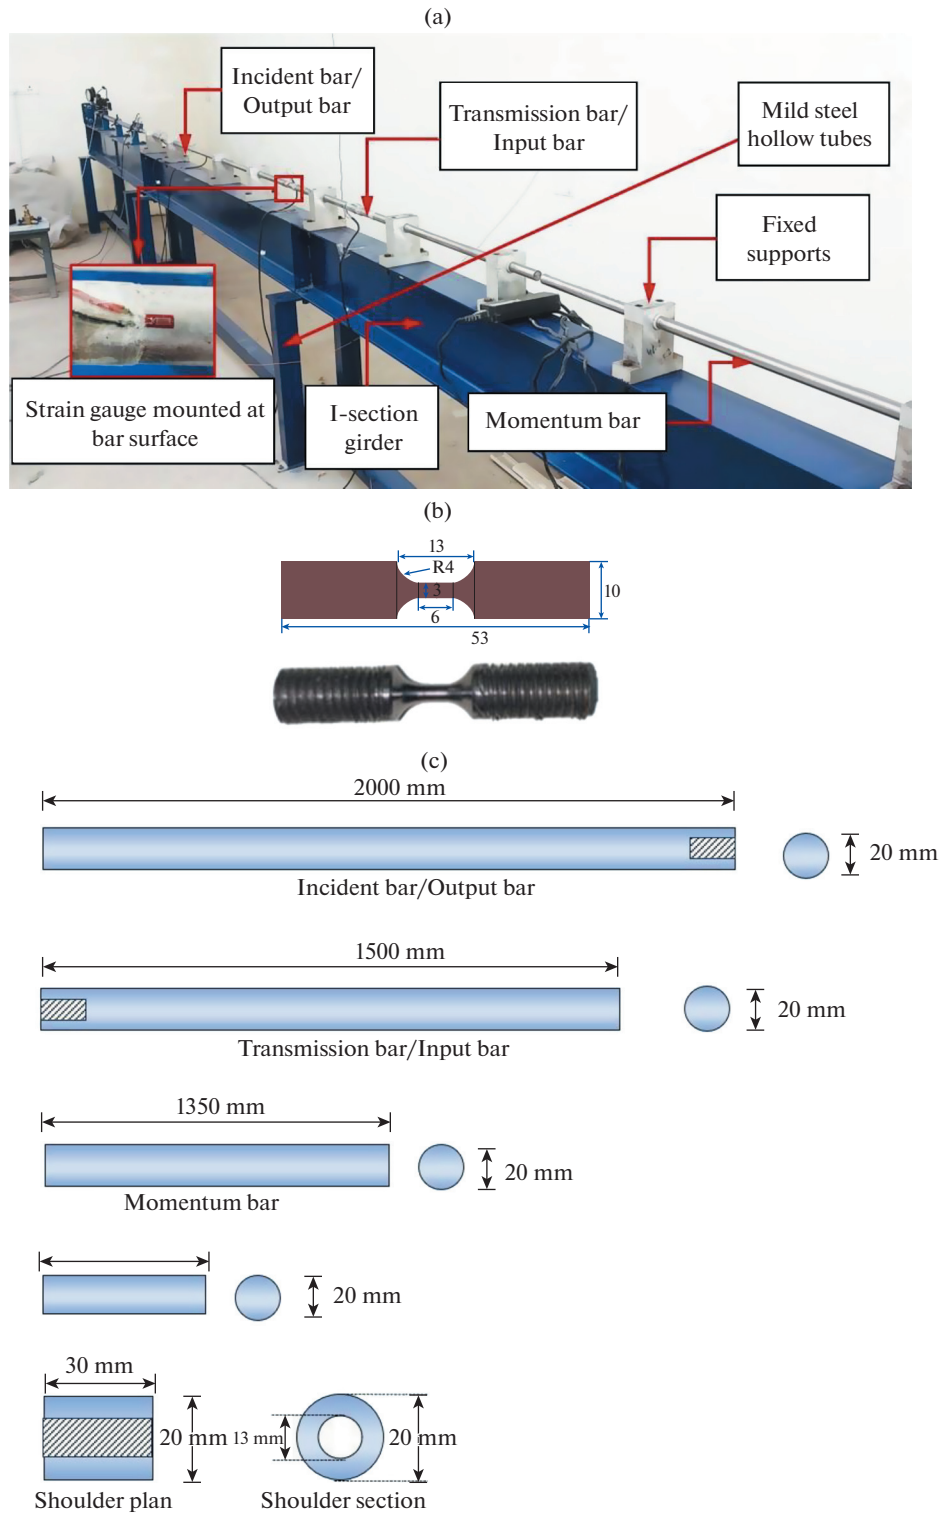 (a)
Incident bar/
Output bar
Transmission bar/
Input bar
Mild steel
hollow tubes
Fixed
supports
Strain gauge mounted at
bar surface
I-section
girder
Momentum bar
(b)
13
R4
3
10
6
53
(c)
2000 mm
20 mm
Incident bar/Output bar
1500 mm
20 mm
Transmission bar/Input bar
1350 mm
20 mm
Momentum bar
20 mm
30 mm
20 mm
13 mm
20 mm
Shoulder plan
Shoulder section